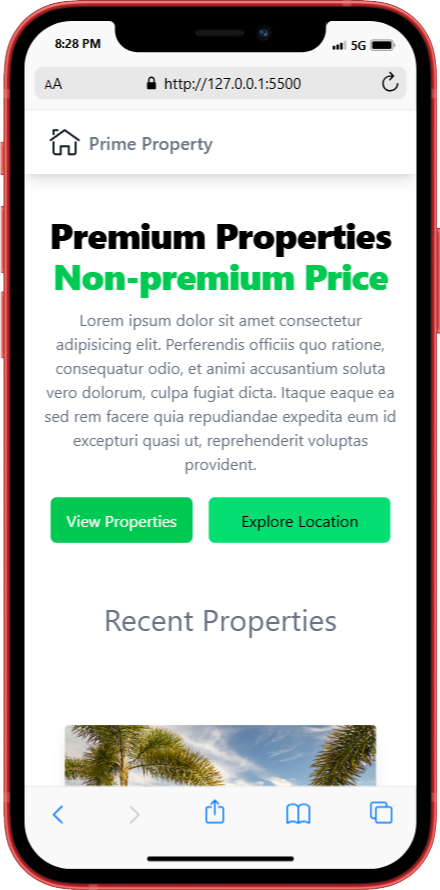 8:28 PM
5G
AA
http://127.0.0.1:5500
Prime Property
Premium Properties
Non-premium Price
Lorem ipsum dolor sit amet consectetur
adipisicing elit. Perferendis officiis quo ratione,
consequatur odio, et animi accusantium soluta
vero dolorum, culpa fugiat dicta. Itaque eaque ea
sed rem facere quia repudiandae expedita eum id
excepturi quasi ut, reprehenderit voluptas
provident.
View Properties
Explore Location
Recent Properties